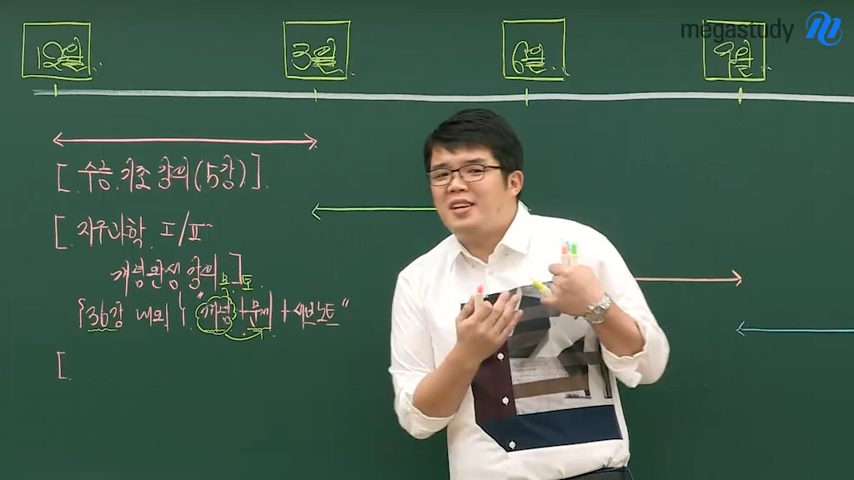 megastudy
12월
3월
6월
9월
[ 수능 기출 강의 (5강) ]
[ 지구과학 I / II
개념완성 강의 ]
{ 36강 내외 { "개념 + 문제 + 세미노트"
[